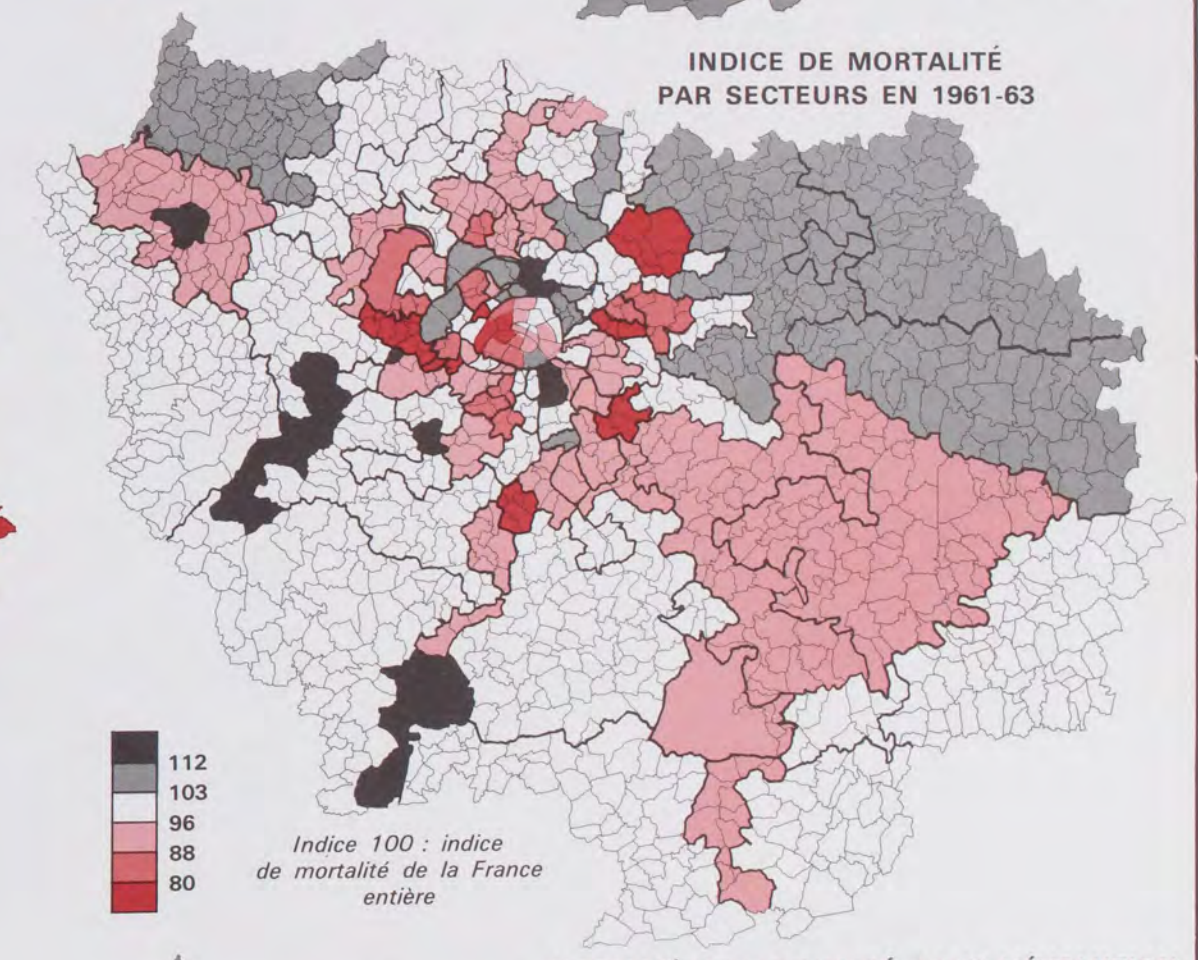 INDICE DE MORTALITÉ
PAR SECTEURS EN 1961-63
112
103
96
88
80
Indice 100 : indice
de mortalité de la France
entière